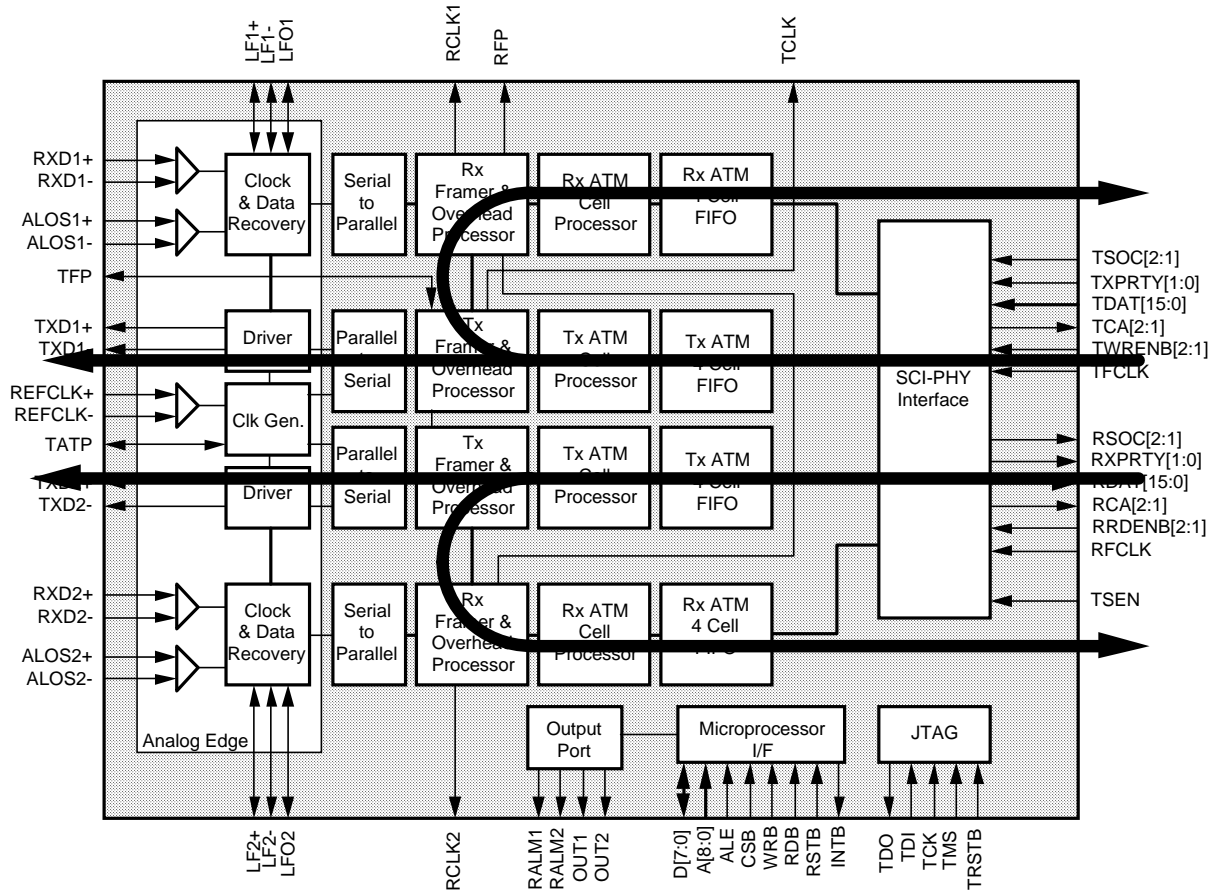 LF1+
LF1-
LFO1
RCLK1
RFP
TCLK
RXD1+
RXD1-
ALOS1+
ALOS1-
TFP
TXD1+
TXD1-
REFCLK+
REFCLK-
TATP
TXD2-
RXD2+
RXD2-
ALOS2+
ALOS2-
Clock
& Data
Recovery
Serial
to
Parallel
Rx
Framer &
Overhead
Processor
Rx ATM
Cell
Processor
Rx ATM
FIFO
Driver
Parallel
Serial
Tx
Framer &
Overhead
Processor
Tx ATM
Processor
Tx ATM
FIFO
Clk Gen.
Driver
Parallel
to
Serial
Tx
Framer &
Overhead
Processor
Tx ATM
Cell
Processor
Tx ATM
FIFO
Clock
& Data
Recovery
Serial
to
Parallel
Rx
Framer &
Overhead
Processor
Rx ATM
Cell
Processor
Rx ATM
4 Cell
SCI-PHY
Interface
TSOC[2:1]
TXPRTY[1:0]
TDAT[15:0]
TCA[2:1]
TWRENB[2:1]
TFCLK
RSOC[2:1]
RXPRTY[1:0]
RDAT[15:0]
RCA[2:1]
RRDENB[2:1]
RFCLK
TSEN
Analog Edge
Output
Port
Microprocessor
I/F
JTAG
LF2+
LF2-
LFO2
RCLK2
RALM1
RALM2
OUT1
OUT2
D[7:0]
A[8:0]
ALE
CSB
WRB
RDB
RSTB
INTB
TDO
TDI
TCK
TMS
TRSTB